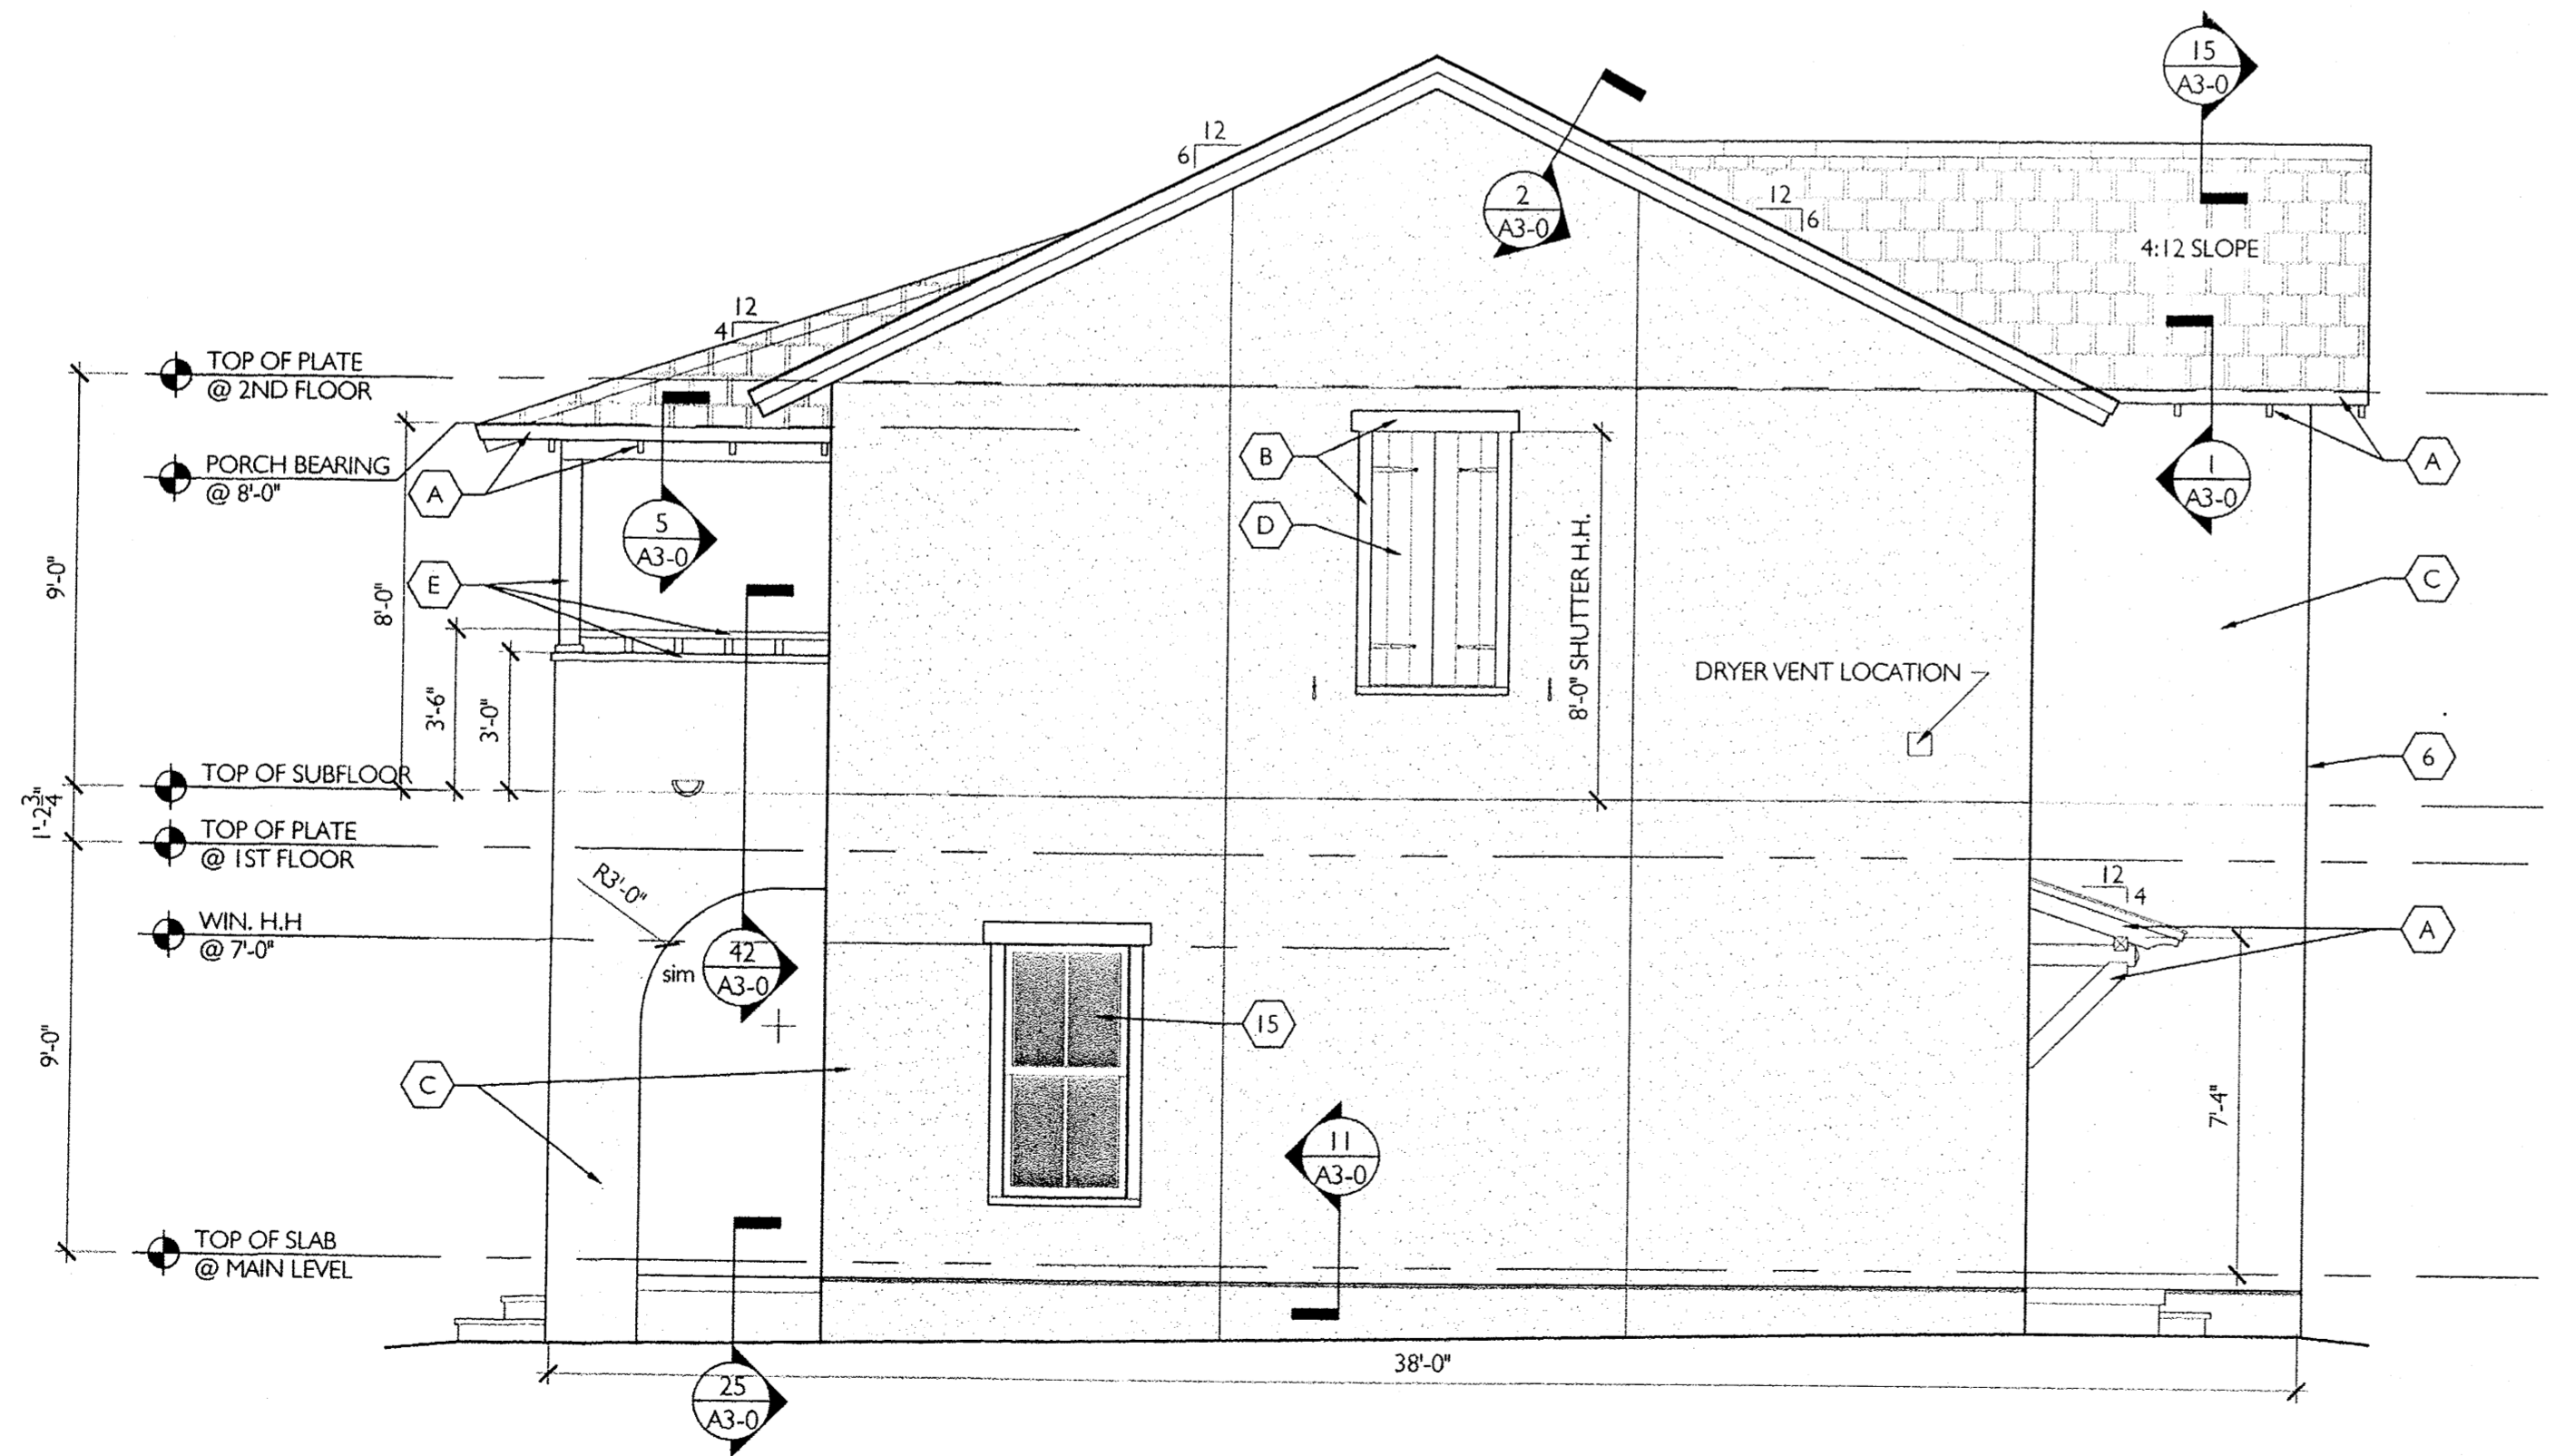 15
A3-0
12
6
2
A3-0
12
6
4:12 SLOPE
12
4
TOP OF PLATE
@ 2ND FLOOR
PORCH BEARING
@ 8'-0"
A
B
A
1
A3-0
5
A3-0
D
E
C
9'-0"
8'-0"
3'-6"
3'-0"
8'-0" SHUTTER H.H.
DRYER VENT LOCATION
6
TOP OF SUBFLOOR
1'-2 3/4"
TOP OF PLATE
@ 1ST FLOOR
R3'-0"
12
4
WIN. H.H
@ 7'-0"
A
sim
42
A3-0
15
9'-0"
C
7'-4"
11
A3-0
TOP OF SLAB
@ MAIN LEVEL
38'-0"
25
A3-0